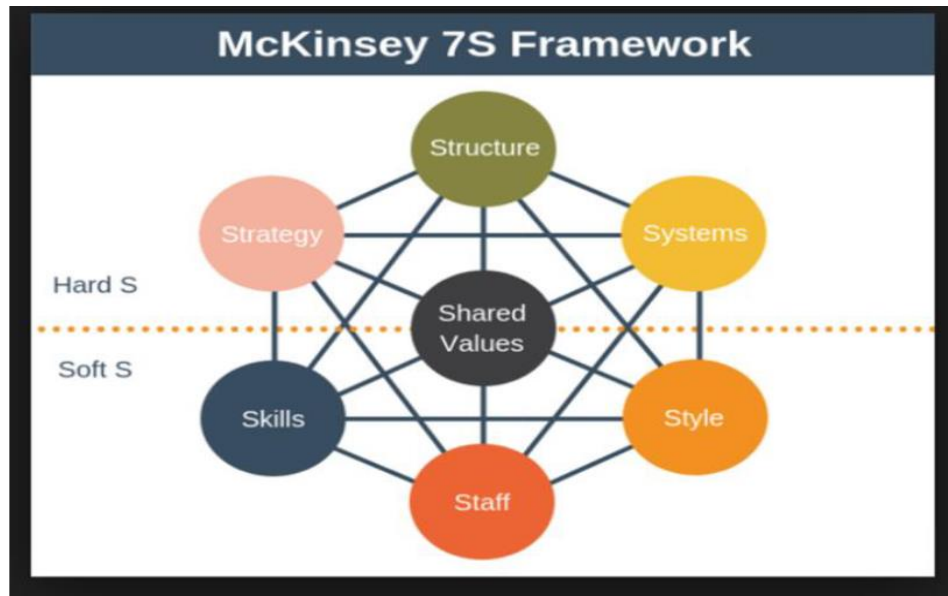 McKinsey 7S Framework
Structure
Strategy
Systems
Hard S
Shared
Values
Soft S
Skills
Style
Staff